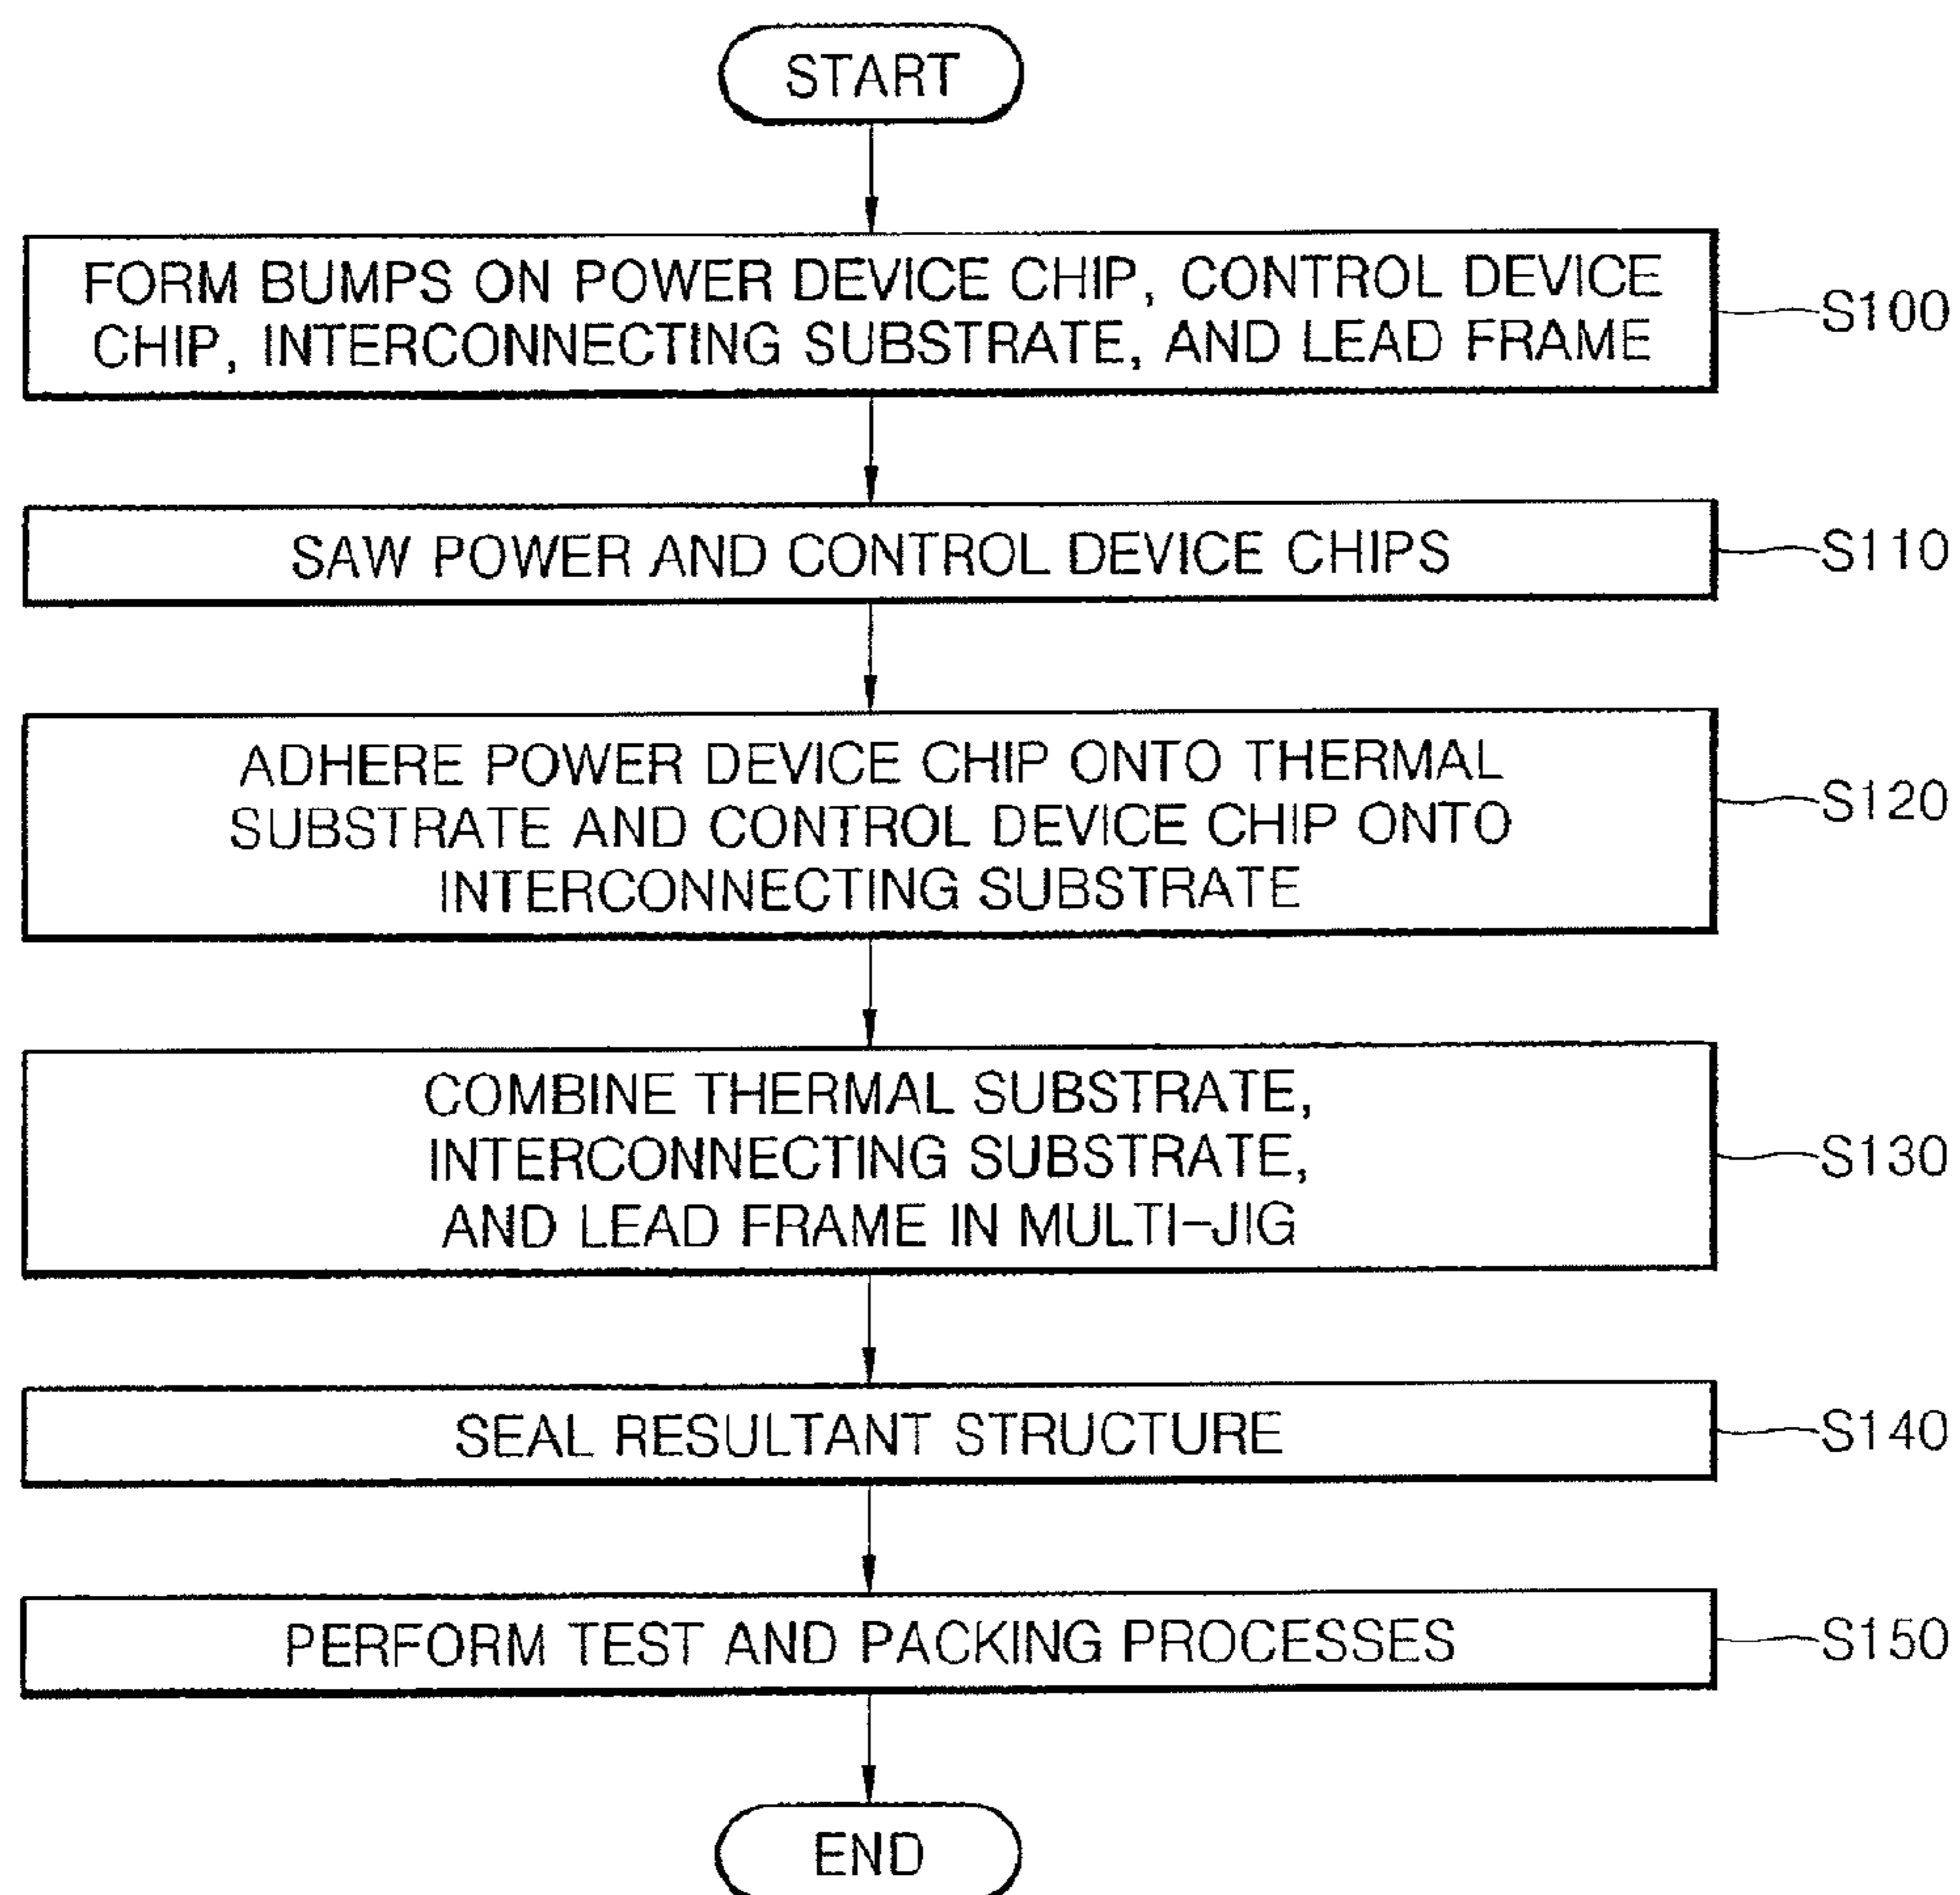 START
FORM BUMPS ON POWER DEVICE CHIP, CONTROL DEVICE
CHIP, INTERCONNECTING SUBSTRATE, AND LEAD FRAME
S100
SAW POWER AND CONTROL DEVICE CHIPS
S110
ADHERE POWER DEVICE CHIP ONTO THERMAL
SUBSTRATE AND CONTROL DEVICE CHIP ONTO
INTERCONNECTING SUBSTRATE
S120
COMBINE THERMAL SUBSTRATE,
INTERCONNECTING SUBSTRATE,
AND LEAD FRAME IN MULTI-JIG
S130
SEAL RESULTANT STRUCTURE
S140
PERFORM TEST AND PACKING PROCESSES
S150
END